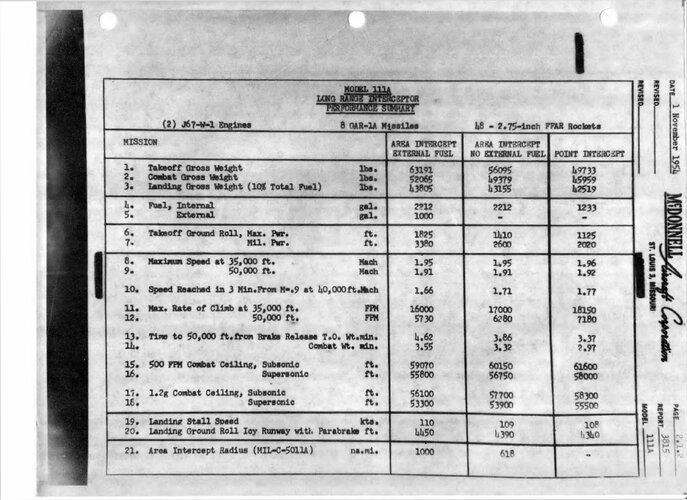 MODEL 111A
LONG RANGE INTERCEPTOR
PERFORMANCE SUMMARY
(2) J67-W-1 Engines 8 GAR-1A Missiles 48 - 2.75-inch FFAR Rockets
MISSION AREA INTERCEPT EXTERNAL FUEL AREA INTERCEPT NO EXTERNAL FUEL POINT INTERCEPT
1. Takeoff Gross Weight lbs. 63191 56095 49733
2. Combat Gross Weight lbs. 52065 49379 45959
3. Landing Gross Weight (10% Total Fuel) lbs. 43805 43155 42519
4. Fuel, Internal gal. 2212 2212 1233
5. External gal. 1000 - -
6. Takeoff Ground Roll, Max. Pwr. ft. 1825 1410 1125
7. Mil. Pwr. ft. 3380 2600 2020
8. Maximum Speed at 35,000 ft. Mach 1.95 1.95 1.96
9. 50,000 ft. Mach 1.91 1.91 1.92
10. Speed Reached in 3 Min.From M=.9 at 40,000ft.Mach 1.66 1.71 1.77
11. Max. Rate of Climb at 35,000 ft. FPM 16000 17000 18150
12. 50,000 ft. FPM 5730 6280 7180
13. Time to 50,000 ft.from Brake Release T.O. Wt.min. 4.62 3.86 3.37
14. Combat Wt. min. 3.55 3.32 2.97
15. 500 FPM Combat Ceiling, Subsonic ft. 59070 60150 61600
16. Supersonic ft. 55800 56750 58000
17. 1.2g Combat Ceiling, Subsonic ft. 56100 57700 58300
18. Supersonic ft. 53300 53900 55500
19. Landing Stall Speed kts. 110 109 108
20. Landing Ground Roll Icy Runway with Parabrake ft. 4450 4390 4340
21. Area Intercept Radius (MIL-C-5011A) na.mi. 1000 618 -
DATE 1 November 1954
REVISED
REVISED
MCDONNELL Aircraft Corporation
ST. LOUIS 3, MISSOURI
PAGE
REPORT 3815
MODEL 111A